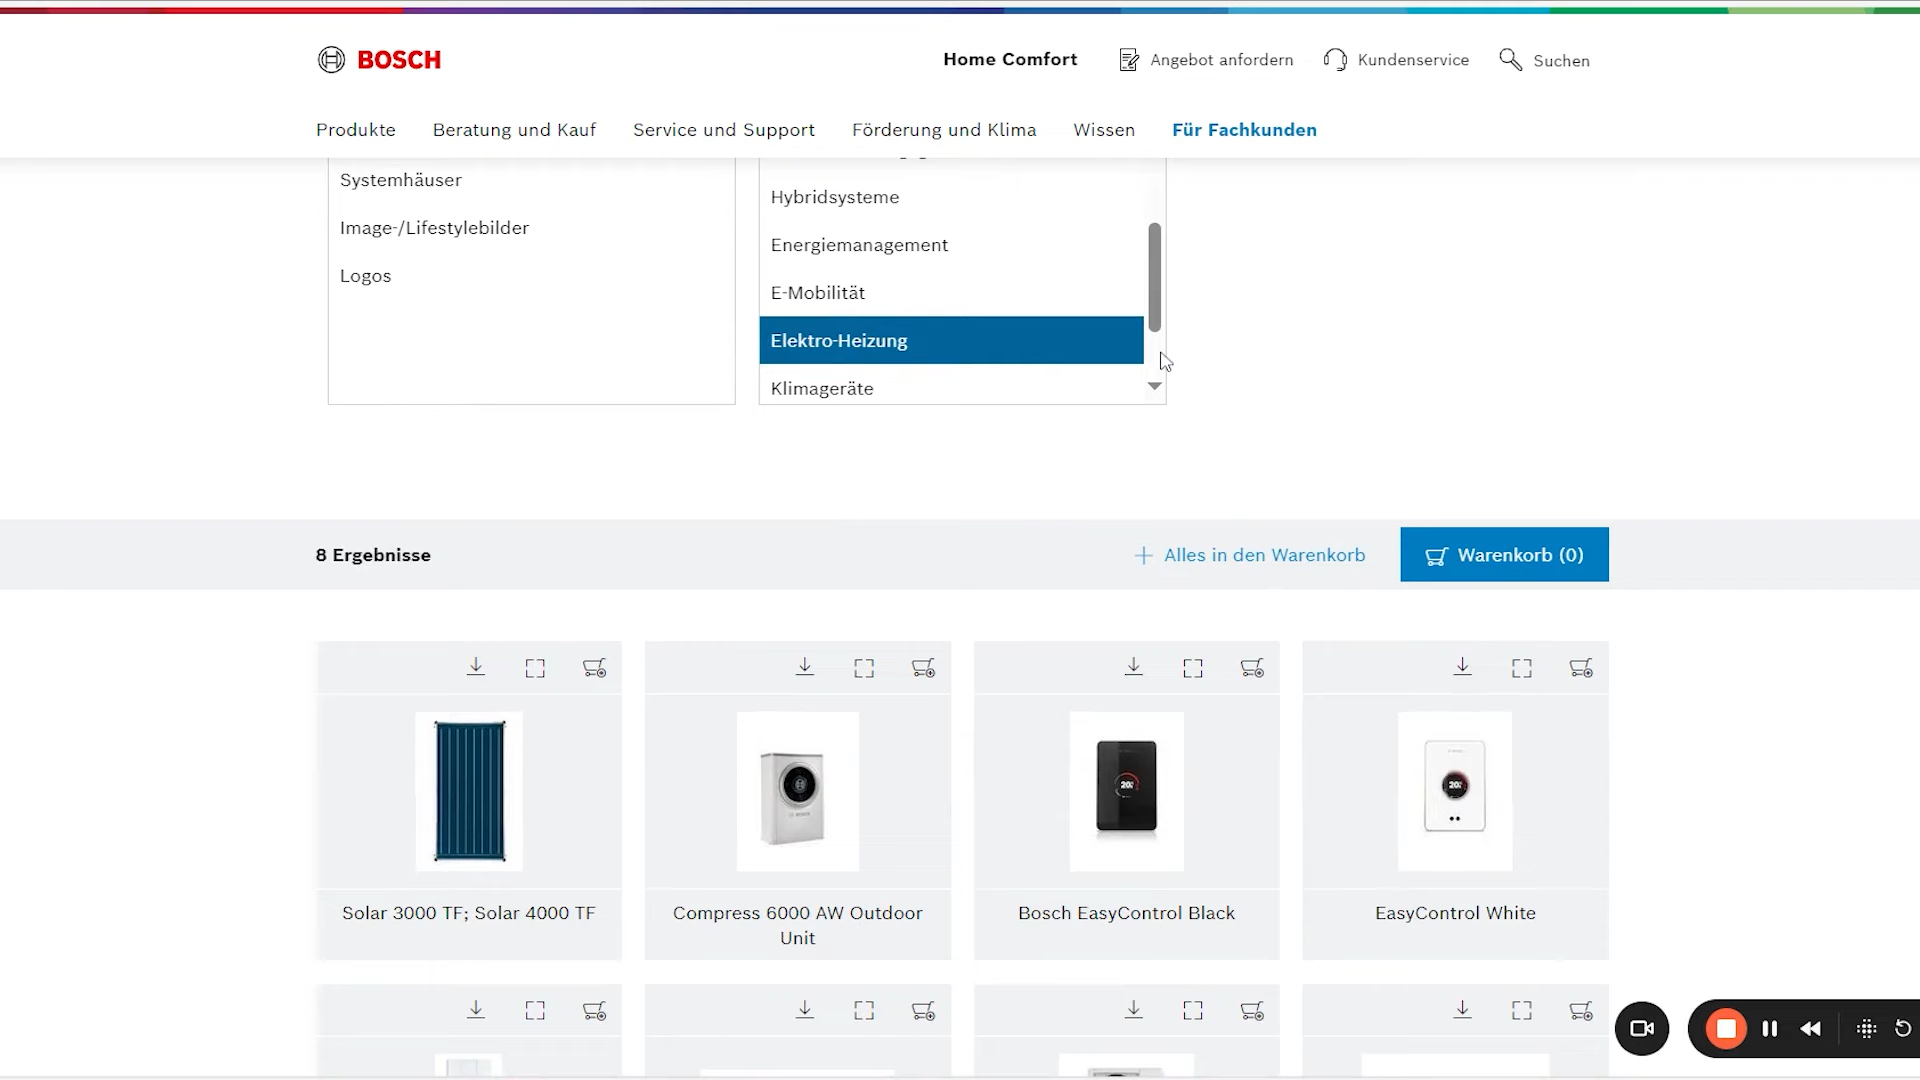 BOSCH
Home Comfort
Angebot anfordern
Kundenservice
Suchen
Produkte
Beratung und Kauf
Service und Support
Förderung und Klima
Wissen
Für Fachkunden
Systemhäuser
Image-/Lifestylebilder
Logos
Hybridsysteme
Energiemanagement
E-Mobilität
Elektro-Heizung
Klimageräte
8 Ergebnisse
Alles in den Warenkorb
Warenkorb (0)
Solar 3000 TF; Solar 4000 TF
Compress 6000 AW Outdoor
Unit
Bosch EasyControl Black
EasyControl White